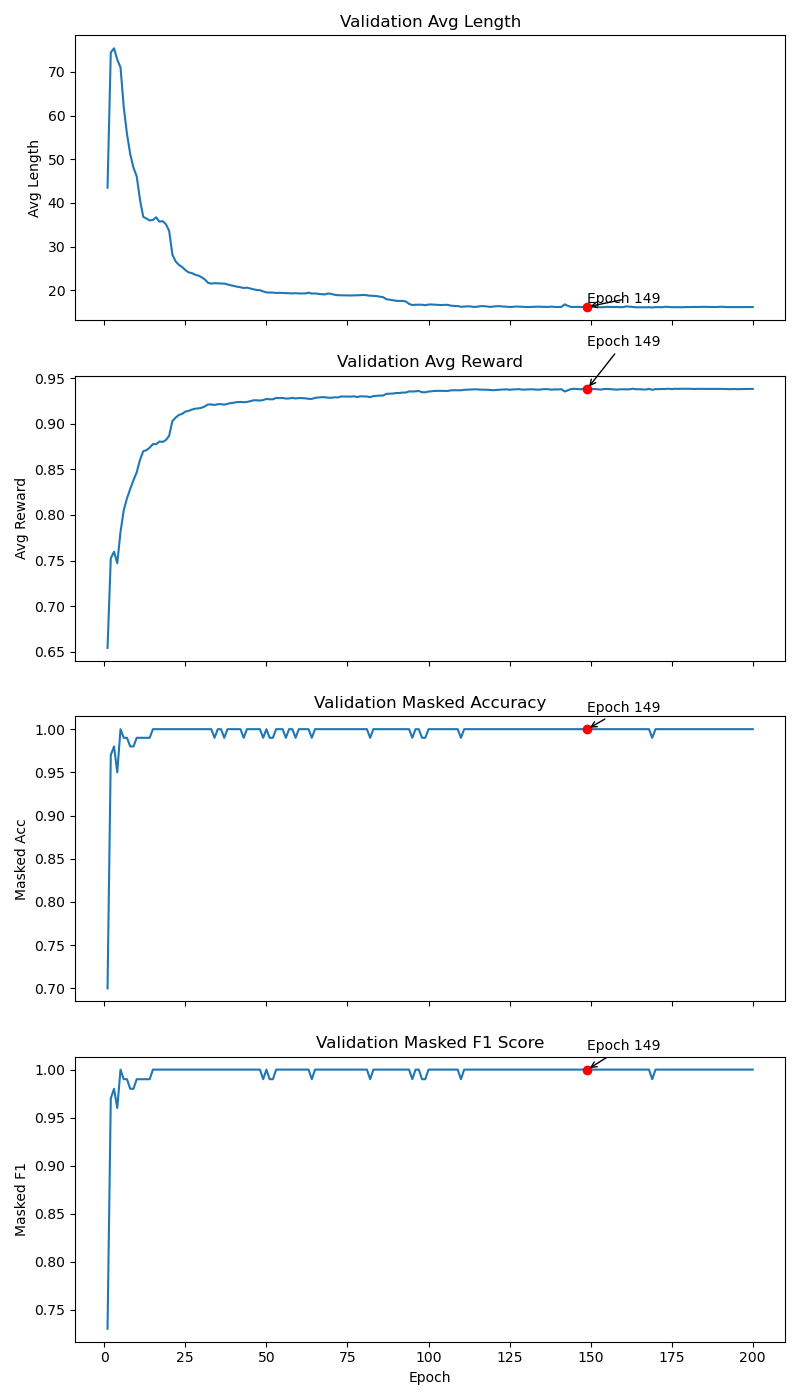 Validation Avg Length
Avg Length
70
60
50
40
30
20
Epoch 149
Epoch 149
Validation Avg Reward
Avg Reward
0.95
0.90
0.85
0.80
0.75
0.70
0.65
Validation Masked Accuracy
Epoch 149
Masked Acc
1.00
0.95
0.90
0.85
0.80
0.75
0.70
Validation Masked F1 Score
Epoch 149
Masked F1
1.00
0.95
0.90
0.85
0.80
0.75
0 25 50 75 100 125 150 175 200
Epoch